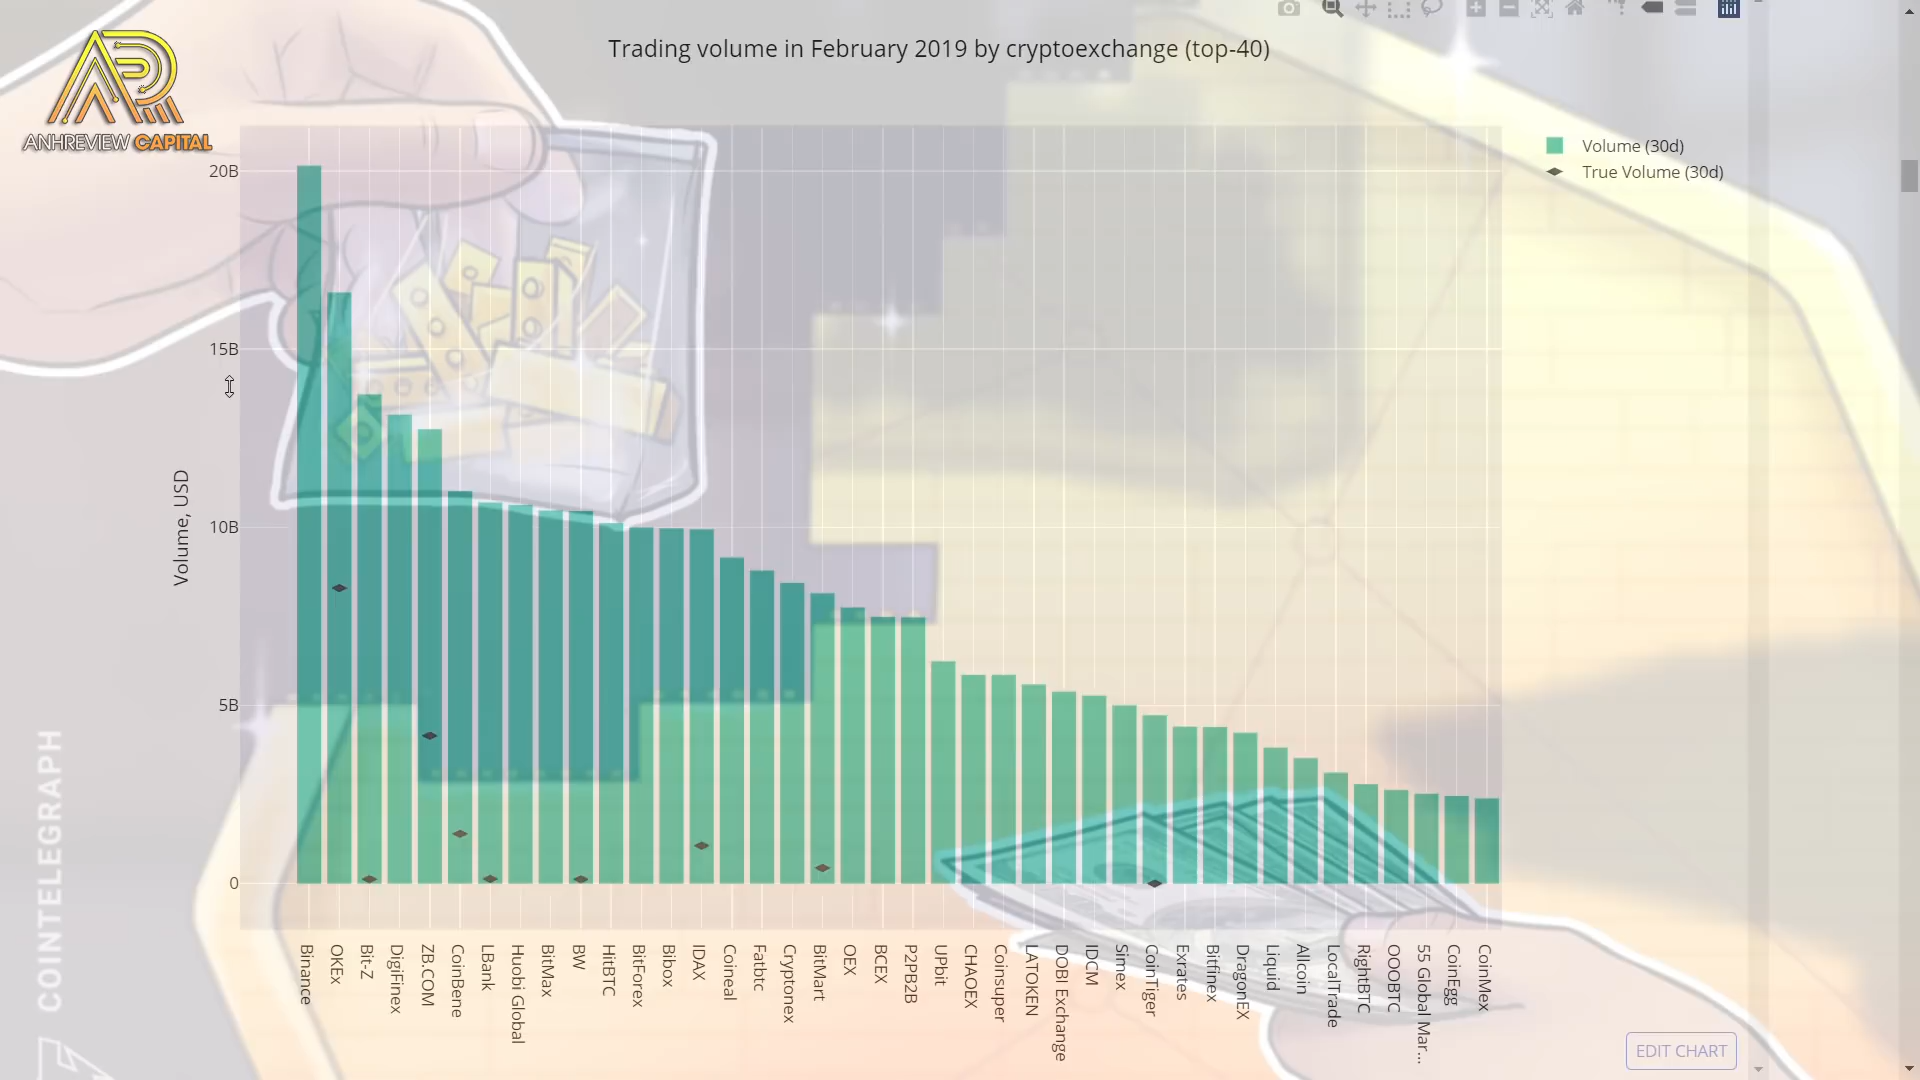 Trading volume in February 2019 by cryptoexchange (top-40)
ANHREVIEW CAPITAL
Volume (30d)
True Volume (30d)
20B
15B
10B
5B
0
Volume, USD
Binance
OKEx
Bit-Z
DigiFinex
ZB.COM
CoinBene
LBank
Huobi Global
BitMax
BW
HitBTC
BitForex
Bibox
IDAX
Coineal
Fatbtc
Cryptonex
BitMart
OEX
BCEX
P2PB2B
UPbit
CHAOEX
Coinsuper
LATOKEN
DOBI Exchange
IDCM
Simex
CoinTiger
Exrates
Bitfinex
DragonEX
Liquid
Allcoin
LocalTrade
RightBTC
OOOBTC
55 Global Mar...
CoinEgg
CoinMex
COINTELEGRAPH
EDIT CHART